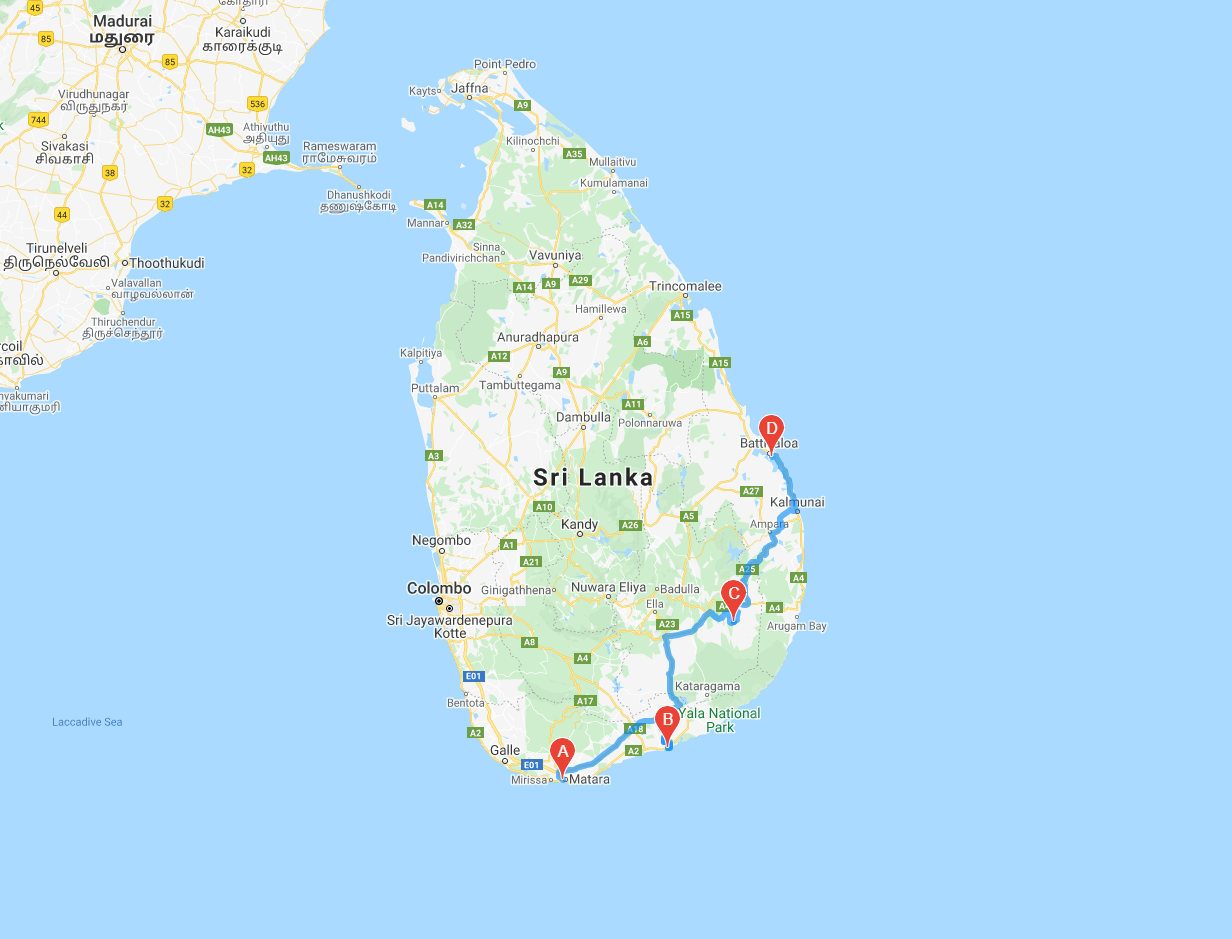 கோதாரி
45
Madurai
மதுரை
85
Karaikudi
காரைக்குடி
85
Point Pedro
Kayts
Jaffna
A9
Virudhunagar
விருதுநகர்
536
744
AH43
Athiyuthu
அதியுது
Kilinochchi
A35
Sivakasi
சிவகாசி
Rameswaram
ராமேசுவரம்
AH43
Mullaitivu
38
32
Kumulamanai
Dhanushkodi
தனுஷ்கோடி
A14
32
44
Mannar
A32
Tirunelveli
திருநெல்வேலி
Thoothukudi
Sinna
Pandivirichchan
Vavuniya
A14
A9
A29
Trincomalee
Valavallan
வாழவல்லான்
Hamillewa
A15
Thiruchendur
திருச்செந்தூர்
Anuradhapura
A6
rcoil
கோவில்
Kalpitiya
A12
A15
A9
Puttalam
Tambuttegama
nyakumari
னியாகுமரி
A11
Dambulla
Polonnaruwa
D
A3
Sri Lanka
A27
A10
Kalmunai
A5
Kandy
A26
Ampara
Negombo
A1
A21
A25
A4
Colombo
Ginigathhena
Nuwara Eliya
Badulla
C
Ella
A4
Sri Jayawardenepura
Kotte
A23
Arugam Bay
A8
A4
E01
Kataragama
Bentota
A17
Laccadive Sea
B
Yala National
Park
A2
A18
Galle
A
A2
E01
Mirissa
Matara